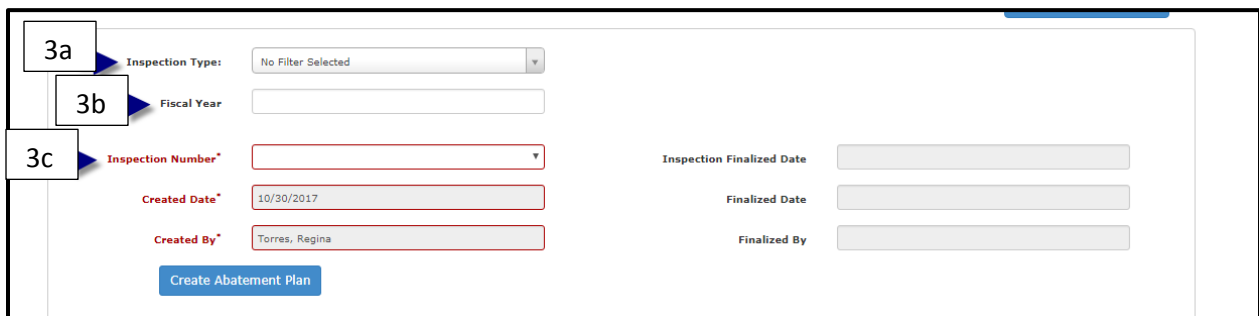 3a
Inspection Type:
No Filter Selected
3b
Fiscal Year
3c
Inspection Number*
Inspection Finalized Date
Created Date*
10/30/2017
Finalized Date
Created By*
Torres, Regina
Finalized By
Create Abatement Plan